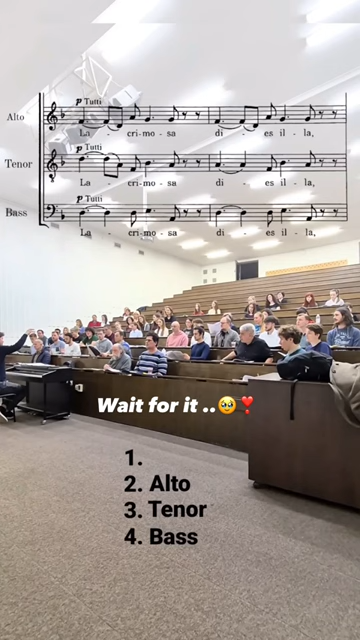 p Tutti
Alto
La - cri-mo-sa di - es il-la,
p Tutti
Tenor
La - cri-mo-sa di - es il-la,
p Tutti
Bass
La - cri-mo-sa di - es il-la,
Wait for it ..🥹❣️
1.
2. Alto
3. Tenor
4. Bass